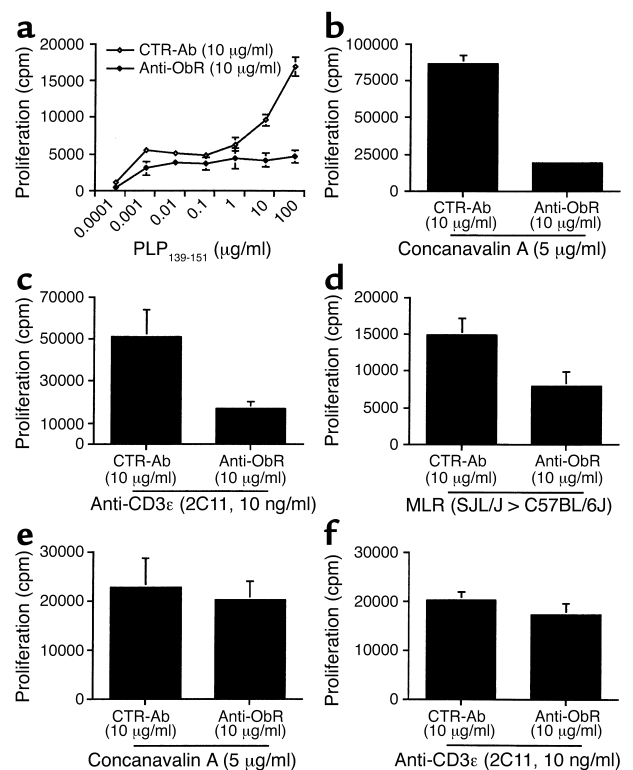 a
Proliferation (cpm)
20000
15000
10000
5000
0
CTR-Ab (10 µg/ml)
Anti-ObR (10 µg/ml)
0.0001
0.001
0.01
0.1
1
10
100
PLP139-151 (µg/ml)
b
Proliferation (cpm)
100000
75000
50000
25000
0
CTR-Ab Anti-ObR
(10 µg/ml) (10 µg/ml)
Concanavalin A (5 µg/ml)
c
Proliferation (cpm)
70000
50000
30000
10000
0
CTR-Ab Anti-ObR
(10 µg/ml) (10 µg/ml)
Anti-CD3ε (2C11, 10 ng/ml)
d
Proliferation (cpm)
20000
15000
10000
5000
0
CTR-Ab Anti-ObR
(10 µg/ml) (10 µg/ml)
MLR (SJL/J > C57BL/6J)
e
Proliferation (cpm)
30000
20000
10000
0
CTR-Ab Anti-ObR
(10 µg/ml) (10 µg/ml)
Concanavalin A (5 µg/ml)
f
Proliferation (cpm)
30000
20000
10000
0
CTR-Ab Anti-ObR
(10 µg/ml) (10 µg/ml)
Anti-CD3ε (2C11, 10 ng/ml)